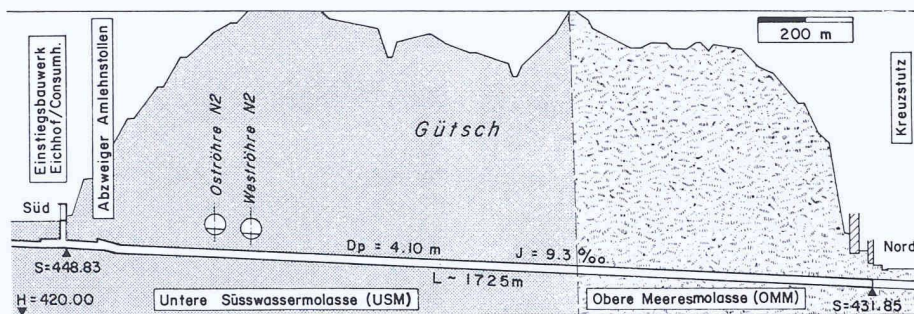 200 m
Einstiegsbauwerk
Eichhof/Consumh.
Abzweiger Amlehnstollen
Oströhre N2
Weströhre N2
Gütsch
Kreuzstutz
Süd
Nord
Dp = 4.10 m
J = 9.3 ‰
L ~ 1725m
S=448.83
H=420.00
Untere Süsswassermolasse (USM)
Obere Meeresmolasse (OMM)
S=431.85